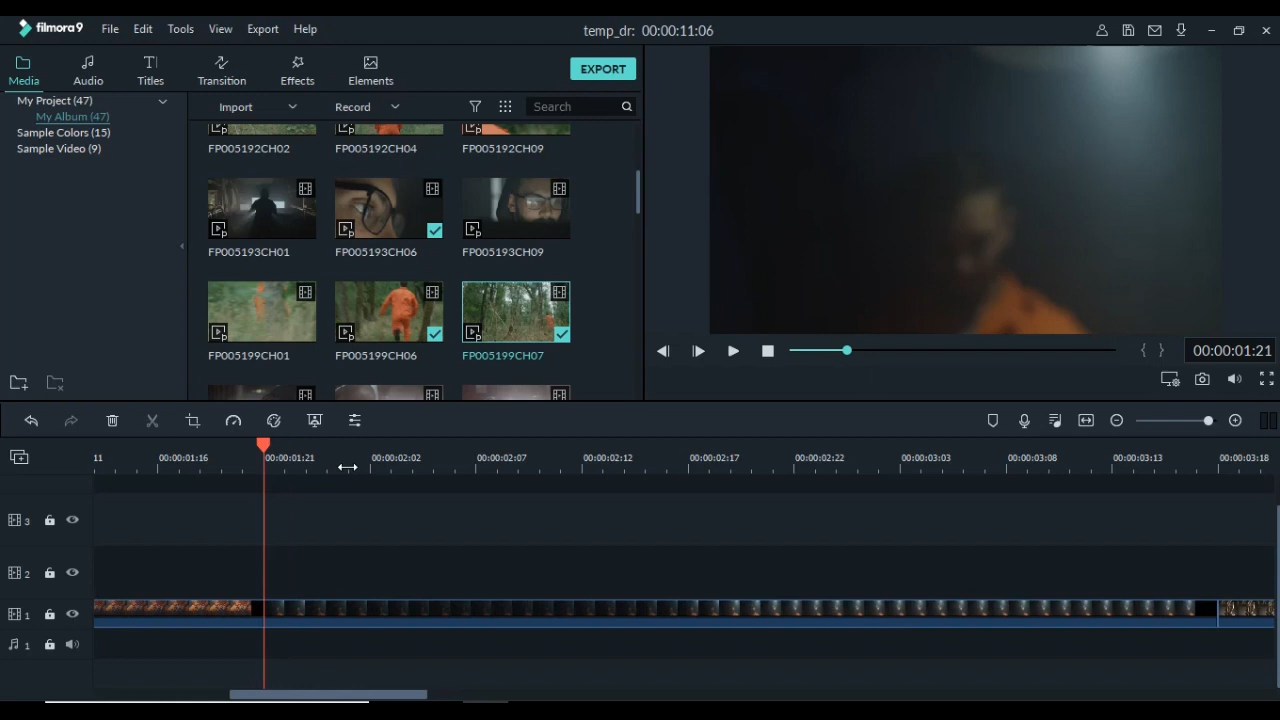 filmora9 File Edit Tools View Export Help temp_dr: 00:00:11:06
Media Audio Titles Transition Effects Elements EXPORT
My Project (47)
My Album (47)
Sample Colors (15)
Sample Video (9)
Import Record Search
FP005192CH02 FP005192CH04 FP005192CH09
FP005193CH01 FP005193CH06 FP005193CH09
FP005199CH01 FP005199CH06 FP005199CH07
00:00:01:21
11 00:00:01:16 00:00:01:21 00:00:02:02 00:00:02:07 00:00:02:12 00:00:02:17 00:00:02:22 00:00:03:03 00:00:03:08 00:00:03:13 00:00:03:18
3
2
1
1